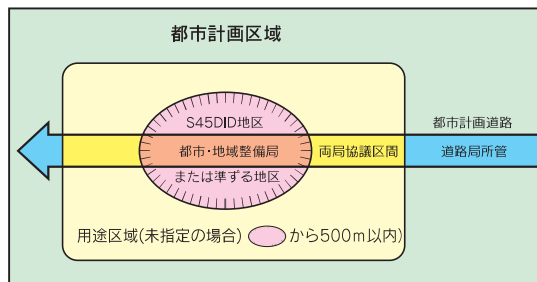 都市計画区域
S45DID地区
都市計画道路
都市・地域整備局
両局協議区間
道路局所管
または準ずる地区
用途区域(未指定の場合) から500m以内)